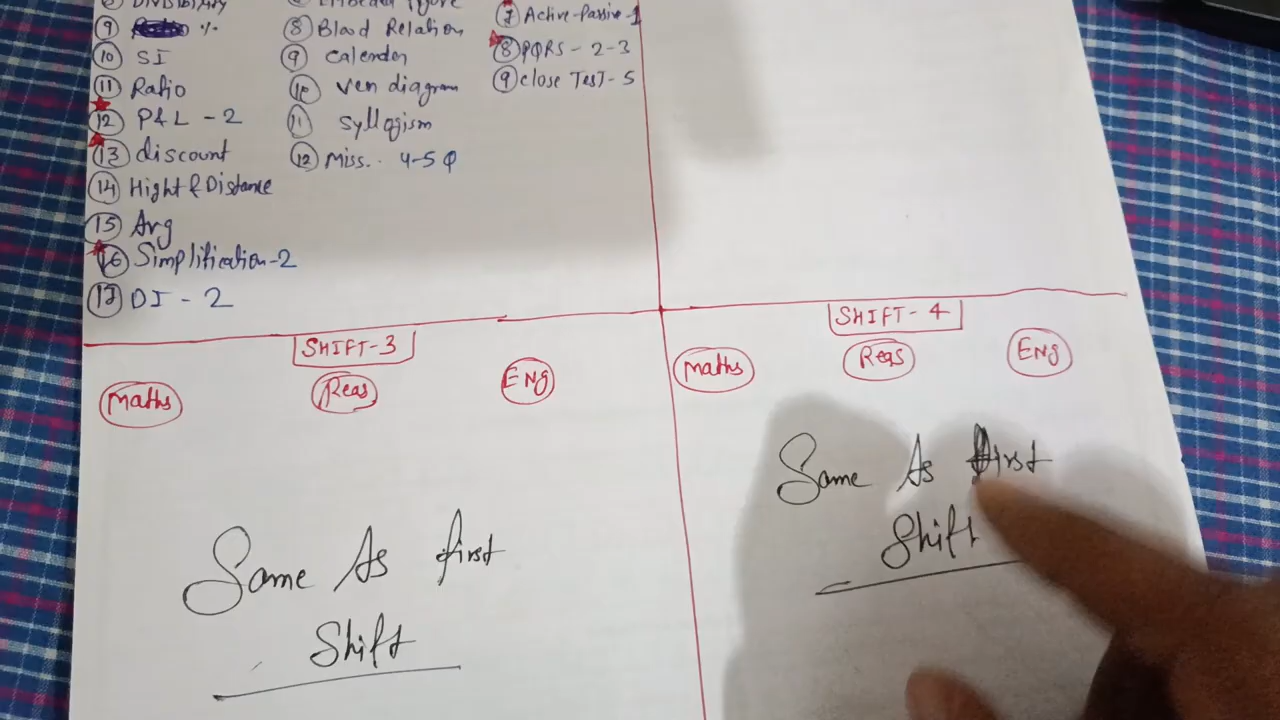 DIVISIBILITY
⑨ %
⑩ SI
⑪ Ratio
⑫ P&L - 2
⑬ discount
⑭ Hight & Distance
⑮ Avg
⑯ Simplification-2
⑰ DI - 2
⑧ Blood Relation
⑨ Calender
⑩ Ven diagram
⑪ Syllogism
⑫ Miss.. 4-5 Q
⑦ Active-Passive-1
⑧ PQRS - 2-3
⑨ Close Test-5
SHIFT-3
Maths Reas ENg
Same As first
Shift
SHIFT-4
Maths Reas ENg
Same As first
Shift